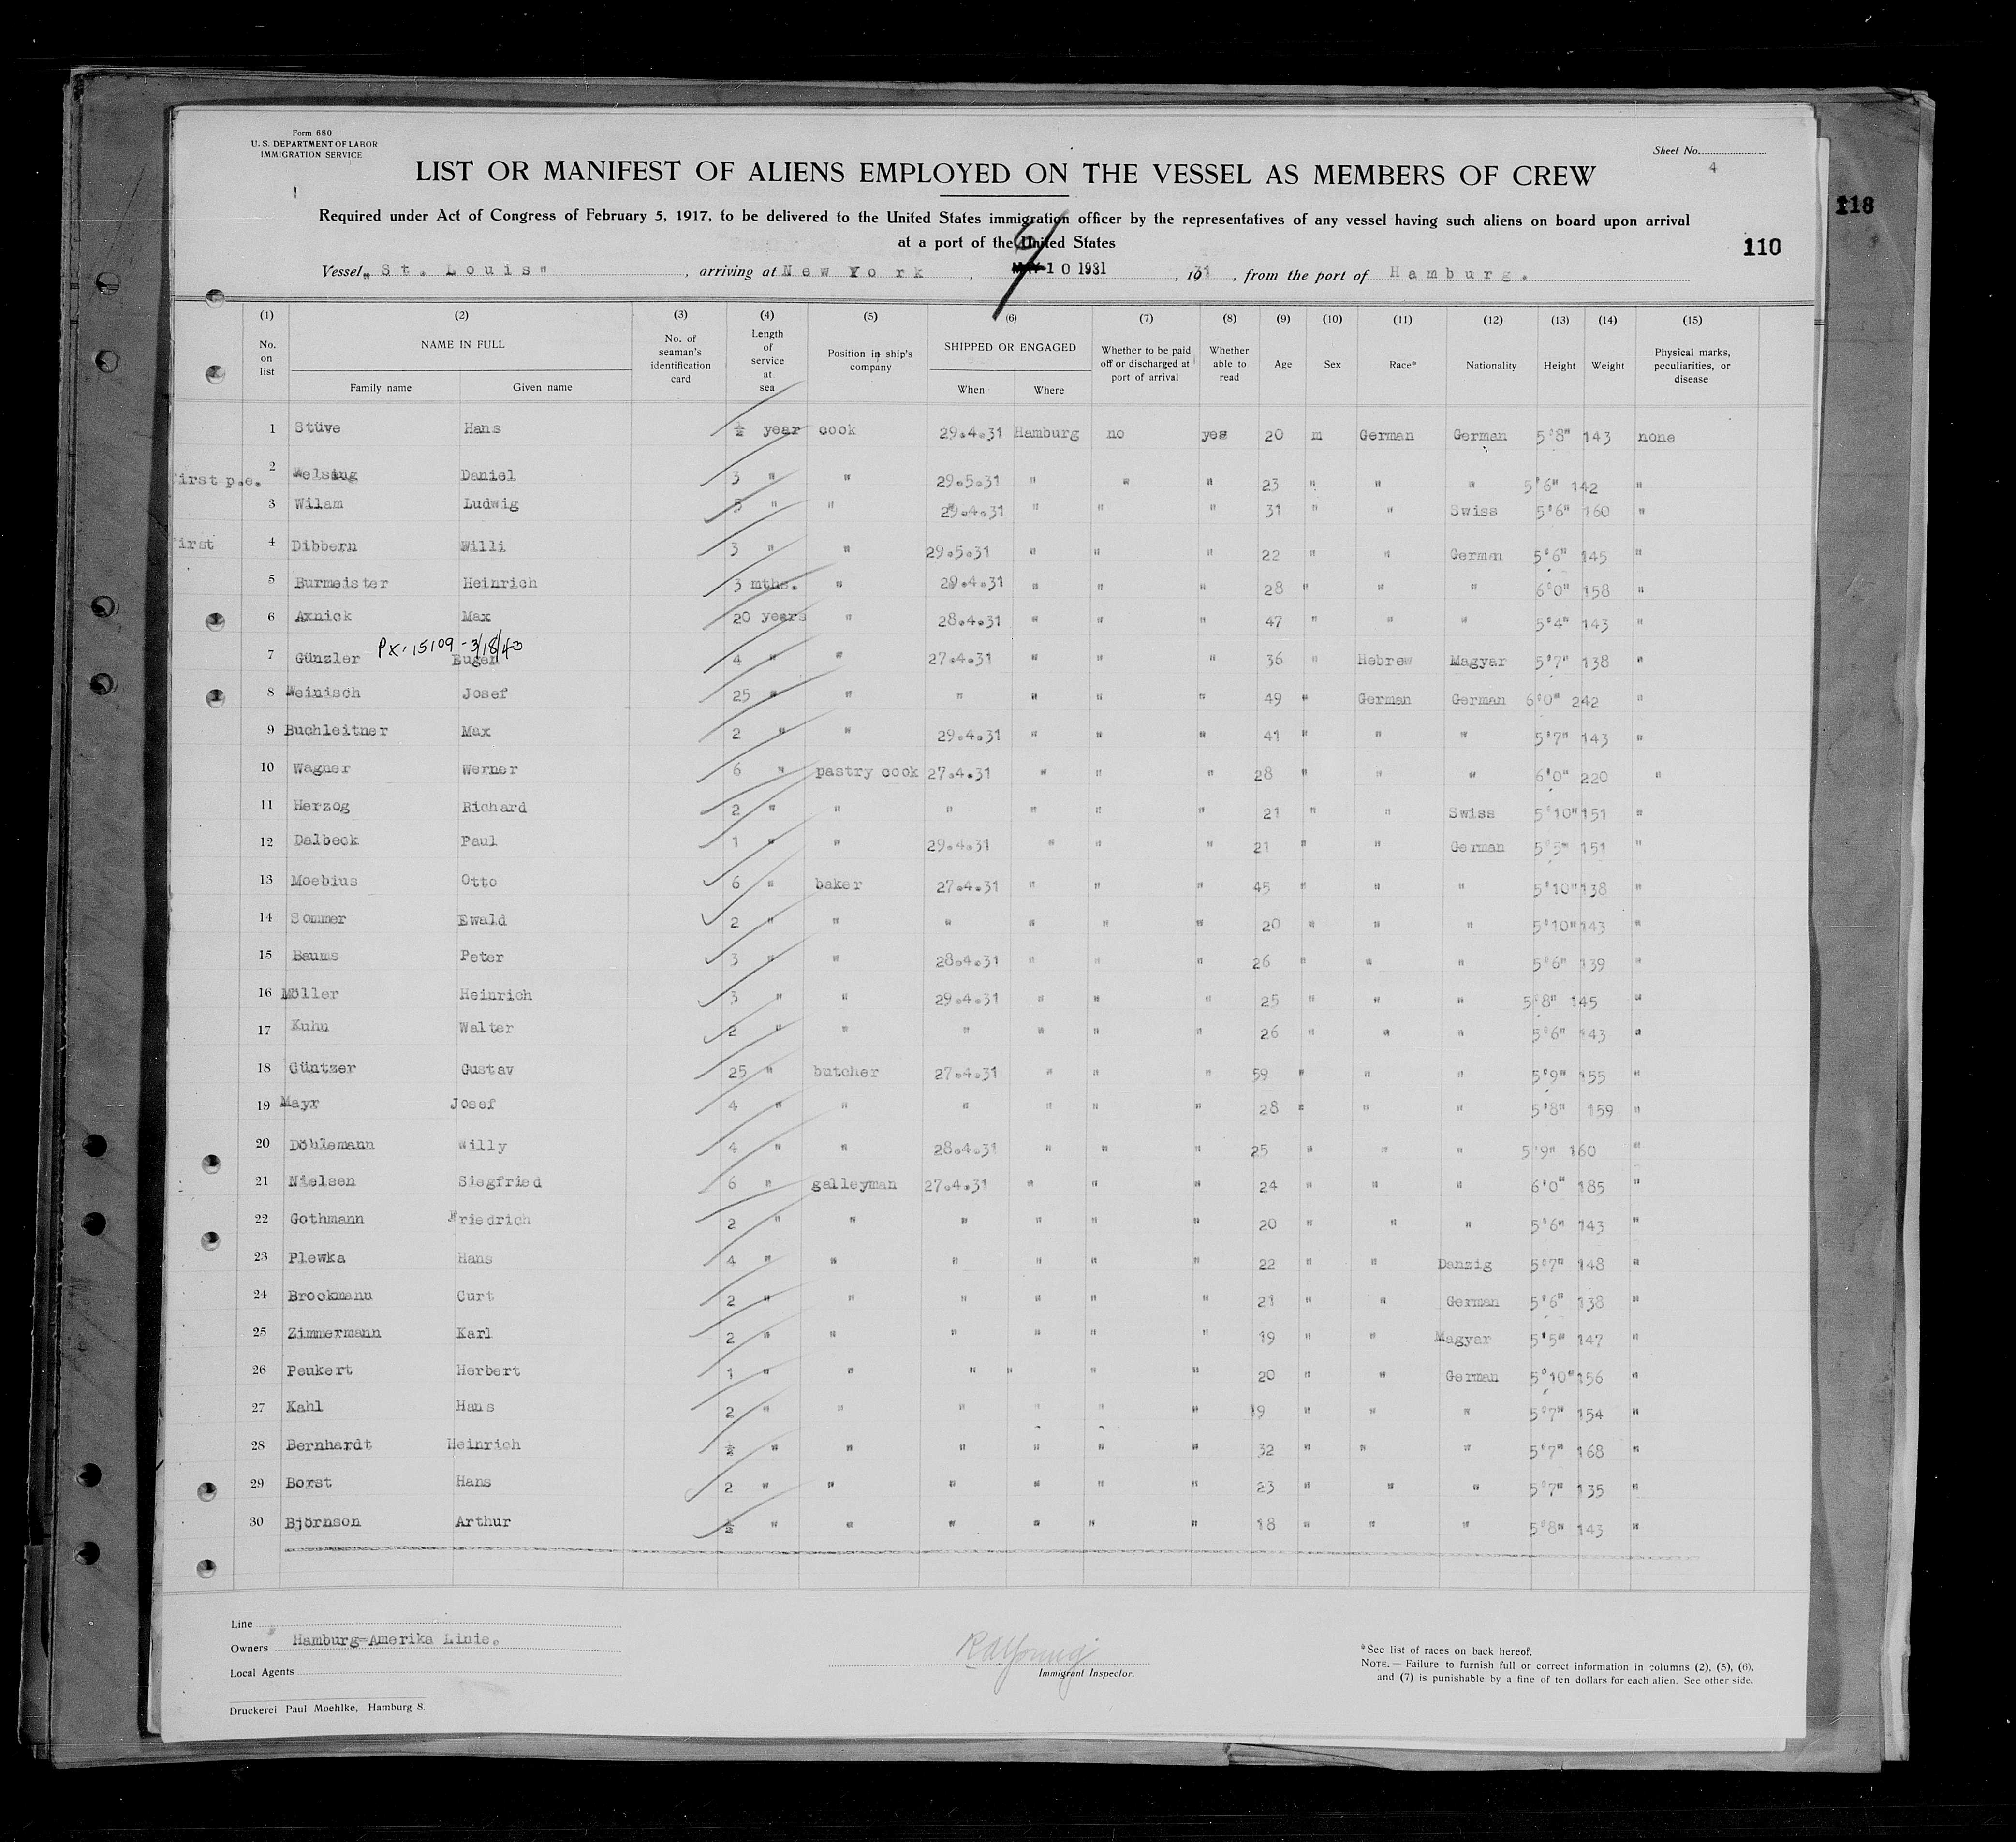 Form 680
U. S. DEPARTMENT OF LABOR
IMMIGRATION SERVICE
Sheet No. 4
LIST OR MANIFEST OF ALIENS EMPLOYED ON THE VESSEL AS MEMBERS OF CREW
118
Required under Act of Congress of February 5, 1917, to be delivered to the United States immigration officer by the representatives of any vessel having such aliens on board upon arrival
at a port of the United States
110
Vessel "St. Louis" , arriving at New York , MAY 10 1931 , 1931 , from the port of Hamburg.
(1) (2) (3) (4) (5) (6) (7) (8) (9) (10) (11) (12) (13) (14) (15)
No. on list NAME IN FULL Family name Given name No. of seaman's identification card Length of service at sea Position in ship's company SHIPPED OR ENGAGED When Where Whether to be paid off or discharged at port of arrival Whether able to read Age Sex Race* Nationality Height Weight Physical marks, peculiarities, or disease
1 Stüve Hans ½ year cook 29.4.31 Hamburg no yes 20 m German German 5'8" 143 none
First p.e. 2 Welsing Daniel 3 " " 29.5.31 " " " 23 " " " 5'6" 142 "
3 Wilam Ludwig 5 " " 29.4.31 " " " 31 " " Swiss 5'6" 160 "
First 4 Dibbern Willi 3 " " 29.5.31 " " " 22 " " German 5'6" 145 "
5 Burmeister Heinrich 3 mths. " 29.4.31 " " " 28 " " " 6'0" 158 "
6 Axnick Max 20 years " 28.4.31 " " " 47 " " " 5'4" 143 "
PX-15109-3/18/43
7 Günzler Eugen 4 " " 27.4.31 " " " 36 " Hebrew Magyar 5'7" 138 "
8 Weinisch Josef 25 " " " " " " 49 " German German 6'0" 242 "
9 Buchleitner Max 2 " " 29.4.31 " " " 41 " " " 5'7" 143 "
10 Wagner Werner 6 " pastry cook 27.4.31 " " " 28 " " " 6'0" 220 "
11 Herzog Richard 2 " " " " " " 21 " " Swiss 5'10" 151 "
12 Dalbeck Paul 1 " 29.4.31 " " " 21 " " German 5'5" 151 "
13 Moebius Otto 6 " baker 27.4.31 " " " 45 " " " 5'10" 138 "
14 Sommer Ewald 2 " " " " " " 20 " " " 5'10" 143 "
15 Baums Peter 3 " " 28.4.31 " " " 26 " " " 5'6" 139 "
16 Möller Heinrich 3 " " 29.4.31 " " " 25 " " " 5'8" 145 "
17 Kuhn Walter 2 " " " " " " 26 " " " 5'6" 143 "
18 Güntzer Gustav 25 " butcher 27.4.31 " " " 59 " " " 5'9" 155 "
19 Mayr Josef 4 " " " " " " 28 " " " 5'8" 159 "
20 Döhlemann Willy 4 " " 28.4.31 " " " 25 " " " 5'9" 160 "
21 Nielsen Siegfried 6 " galleyman 27.4.31 " " " 24 " " " 6'0" 185 "
22 Gothmann Friedrich 2 " " " " " " 20 " " " 5'6" 143 "
23 Plewka Hans 4 " " " " " " 22 " " Danzig 5'7" 148 "
24 Brockmann Curt 2 " " " " " " 21 " " German 5'6" 138 "
25 Zimmermann Karl 2 " " " " " " 19 " " Magyar 5'5" 147 "
26 Peukert Herbert 1 " " " " " " 20 " " German 5'10" 156 "
27 Kahl Hans 2 " " " " " " 19 " " " 5'7" 154 "
28 Bernhardt Heinrich ½ " " " " " " 32 " " " 5'7" 168 "
29 Borst Hans 2 " " " " " " 23 " " " 5'7" 135 "
30 Björnson Arthur ½ " " " " " " 18 " " " 5'8" 143 "
Line
Owners Hamburg-Amerika Linie.
Local Agents
R A Young
Immigrant Inspector.
*See list of races on back hereof.
NOTE.— Failure to furnish full or correct information in columns (2), (5), (6),
and (7) is punishable by a fine of ten dollars for each alien. See other side.
Druckerei Paul Moehlke, Hamburg 8.